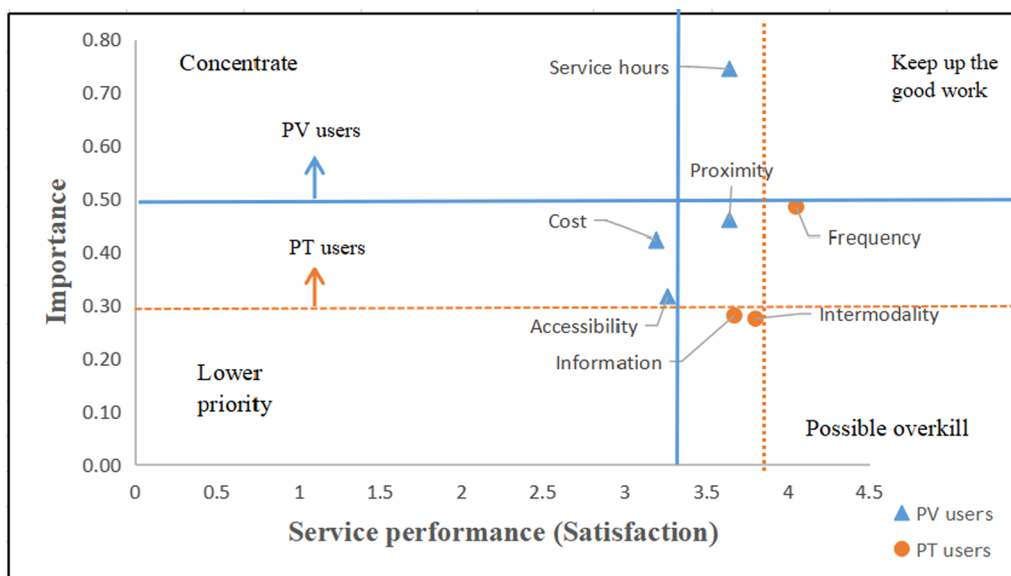 0.80
0.70
0.60
0.50
0.40
0.30
0.20
0.10
0.00
Importance
Concentrate
Service hours
Keep up the
good work
PV users
Proximity
Cost
Frequency
PT users
Accessibility
Intermodality
Information
Lower
priority
Possible overkill
0
0.5
1
1.5
2
2.5
3
3.5
4
4.5
Service performance (Satisfaction)
PV users
PT users